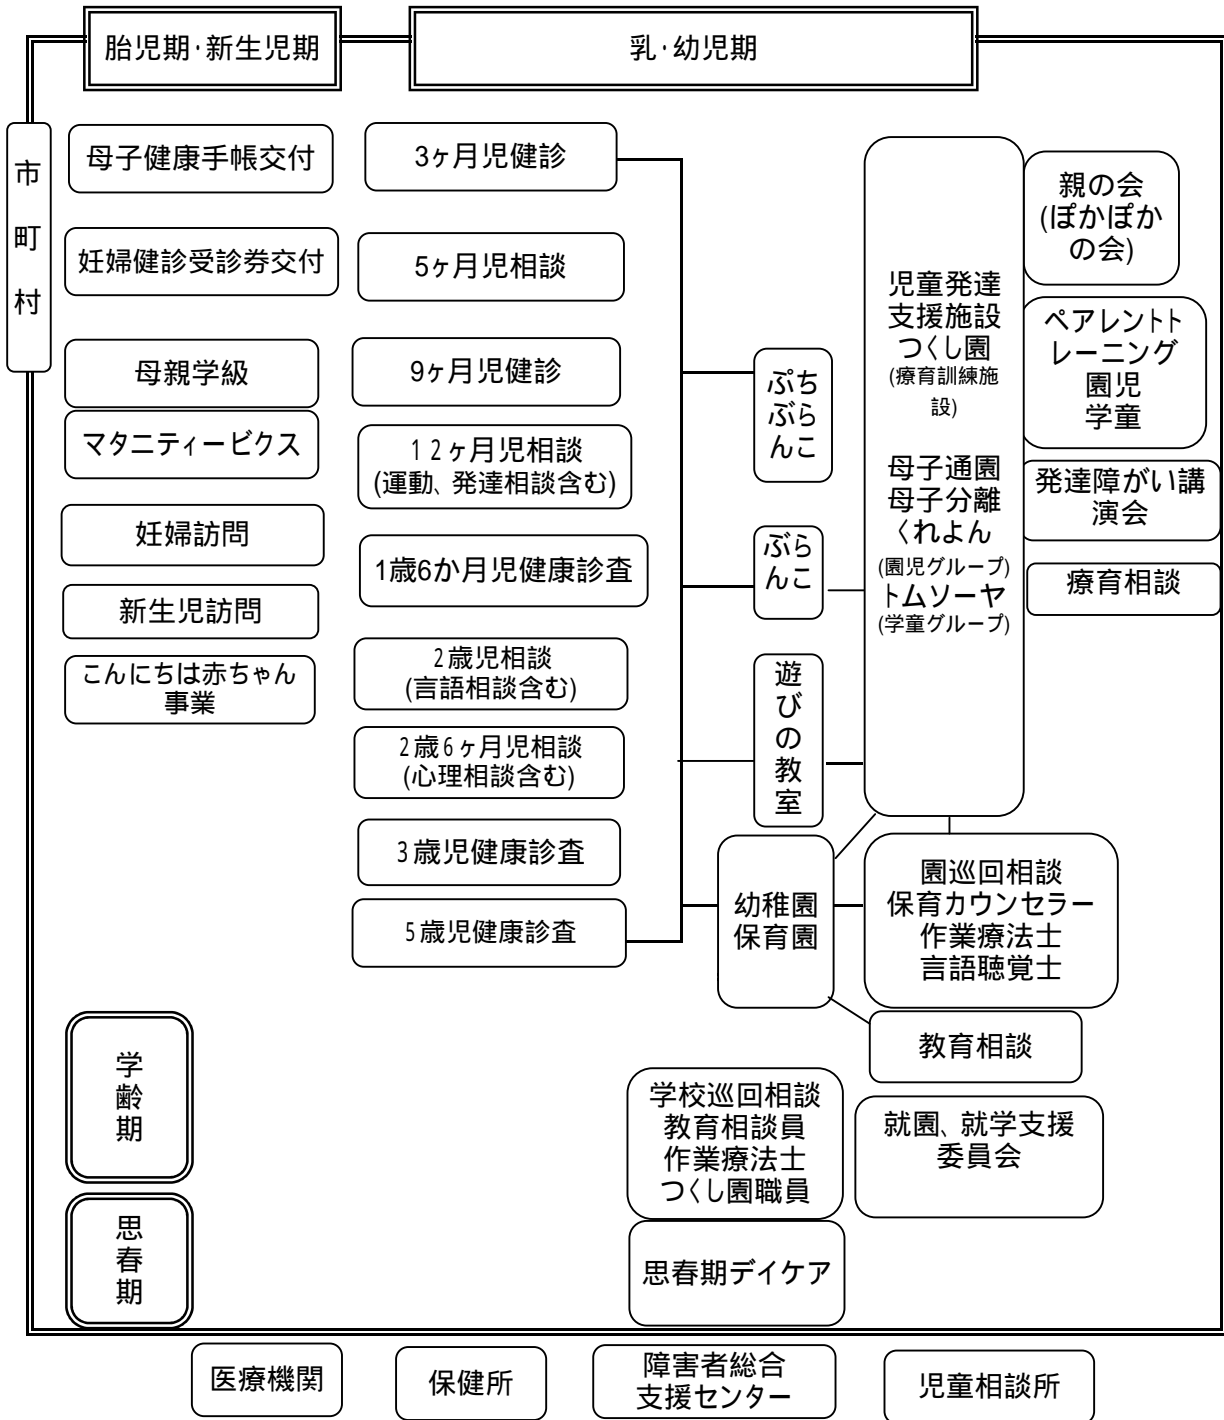 胎児期・新生児期
乳・幼児期
市
町
村
母子健康手帳交付
妊婦健診受診券交付
母親学級
マタニティービクス
妊婦訪問
新生児訪問
こんにちは赤ちゃん
事業
3ヶ月児健診
5ヶ月児相談
9ヶ月児健診
12ヶ月児相談
(運動、発達相談含む)
1歳6か月児健康診査
2歳児相談
(言語相談含む)
2歳6ヶ月児相談
(心理相談含む)
3歳児健康診査
5歳児健康診査
ぷち
ぶら
んこ
ぶら
んこ
遊
び
の
教
室
幼稚園
保育園
児童発達
支援施設
つくし園
(療育訓練施
設)
母子通園
母子分離
くれよん
(園児グループ)
トムソーヤ
(学童グループ)
親の会
(ぽかぽか
の会)
ペアレントト
レーニング
園児
学童
発達障がい講
演会
療育相談
園巡回相談
保育カウンセラー
作業療法士
言語聴覚士
教育相談
学
齢
期
学校巡回相談
教育相談員
作業療法士
つくし園職員
就園、就学支援
委員会
思
春
期
思春期デイケア
医療機関
保健所
障害者総合
支援センター
児童相談所